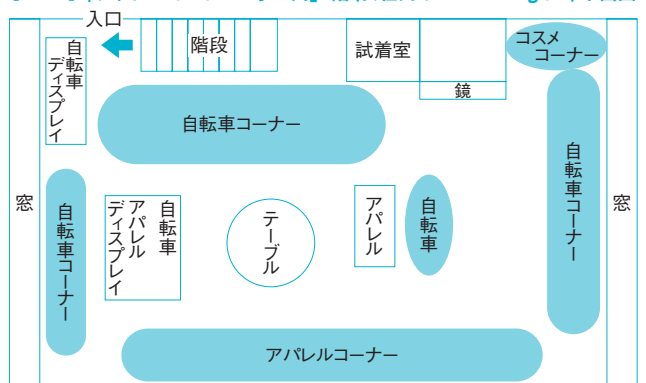 入口
階段
試着室
鏡
コスメ
コーナー
自転車
ディスプレイ
自転車コーナー
自転車コーナー
窓
自転車コーナー
自転車
アパレル
ディスプレイ
テーブル
アパレル
自転車
窓
アパレルコーナー